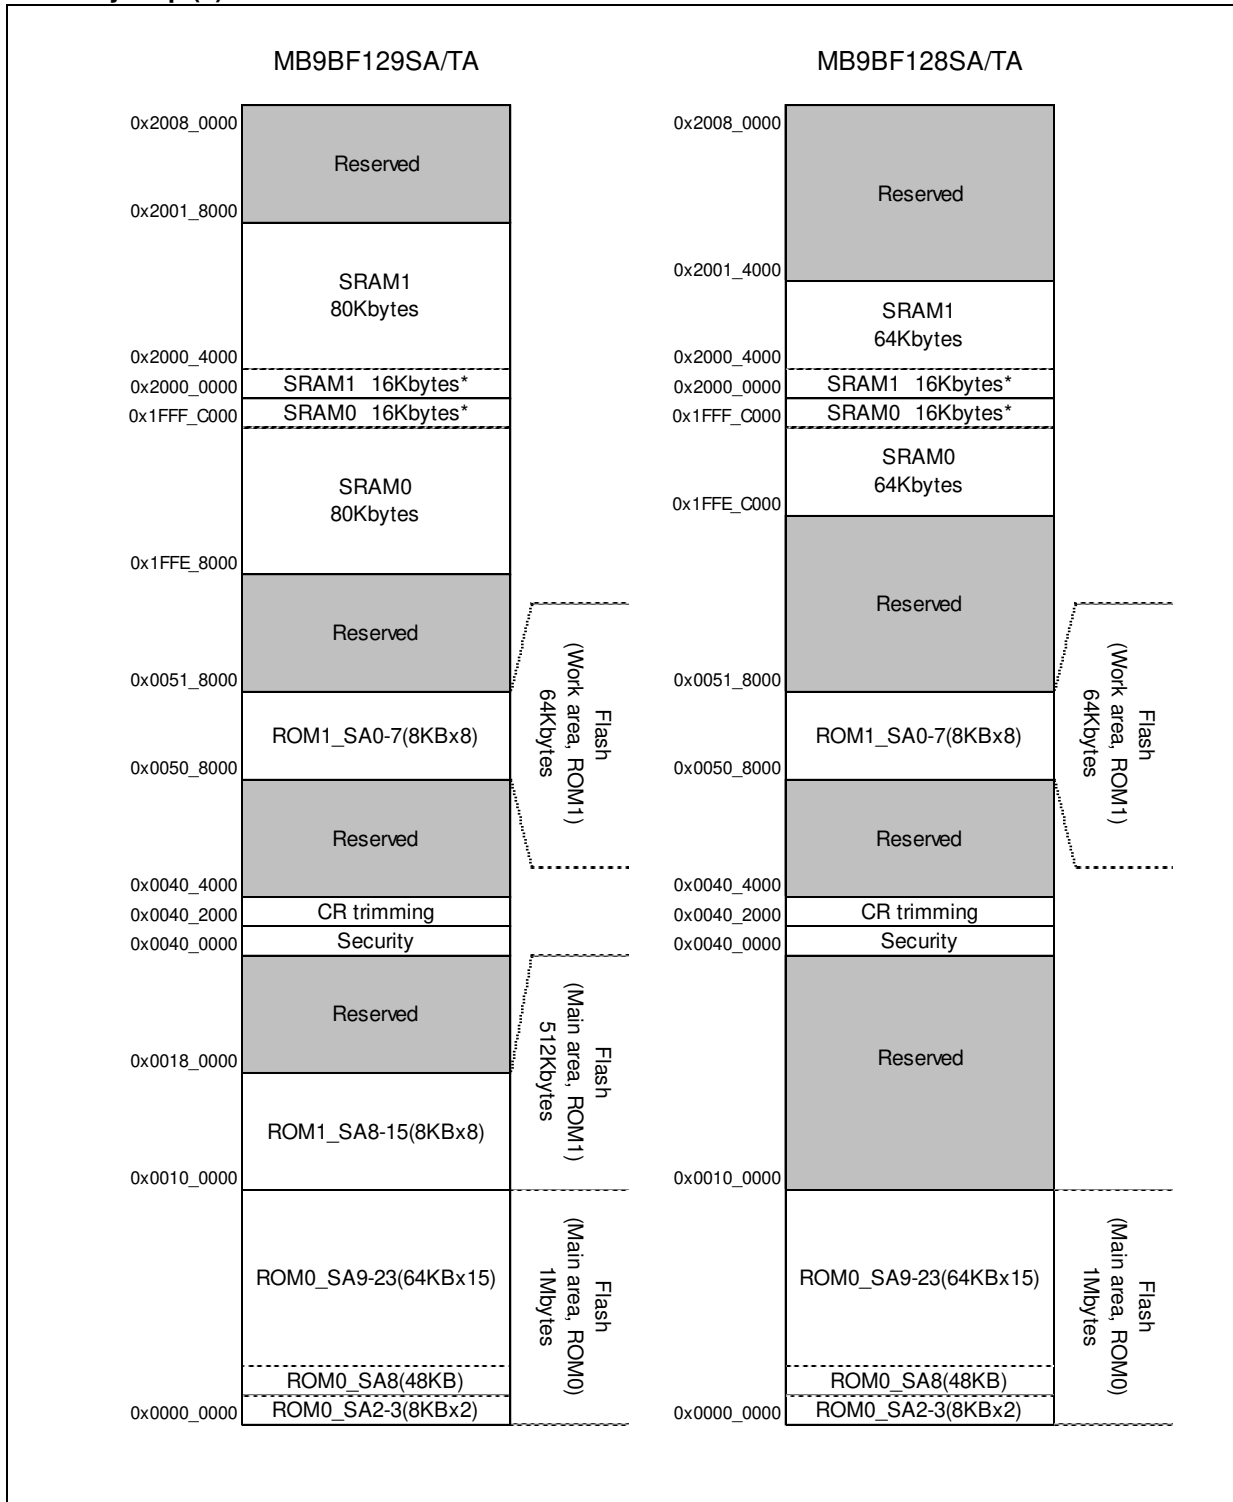 MB9BF129SA/TA
0x2008_0000
Reserved
0x2001_8000
SRAM1
80Kbytes
0x2000_4000
SRAM1 16Kbytes*
0x2000_0000
SRAM0 16Kbytes*
0x1FFF_C000
SRAM0
80Kbytes
0x1FFE_8000
Reserved
0x0051_8000
ROM1_SA0-7(8KBx8)
0x0050_8000
Flash
(Work area, ROM1)
64Kbytes
Reserved
0x0040_4000
CR trimming
0x0040_2000
Security
0x0040_0000
Reserved
0x0018_0000
Flash
(Main area, ROM1)
512Kbytes
ROM1_SA8-15(8KBx8)
0x0010_0000
ROM0_SA9-23(64KBx15)
Flash
(Main area, ROM0)
1Mbytes
ROM0_SA8(48KB)
ROM0_SA2-3(8KBx2)
0x0000_0000
MB9BF128SA/TA
0x2008_0000
Reserved
0x2001_4000
SRAM1
64Kbytes
0x2000_4000
SRAM1 16Kbytes*
0x2000_0000
SRAM0 16Kbytes*
0x1FFF_C000
SRAM0
64Kbytes
0x1FFE_C000
Reserved
0x0051_8000
ROM1_SA0-7(8KBx8)
0x0050_8000
Flash
(Work area, ROM1)
64Kbytes
Reserved
0x0040_4000
CR trimming
0x0040_2000
Security
0x0040_0000
Reserved
0x0010_0000
ROM0_SA9-23(64KBx15)
Flash
(Main area, ROM0)
1Mbytes
ROM0_SA8(48KB)
ROM0_SA2-3(8KBx2)
0x0000_0000